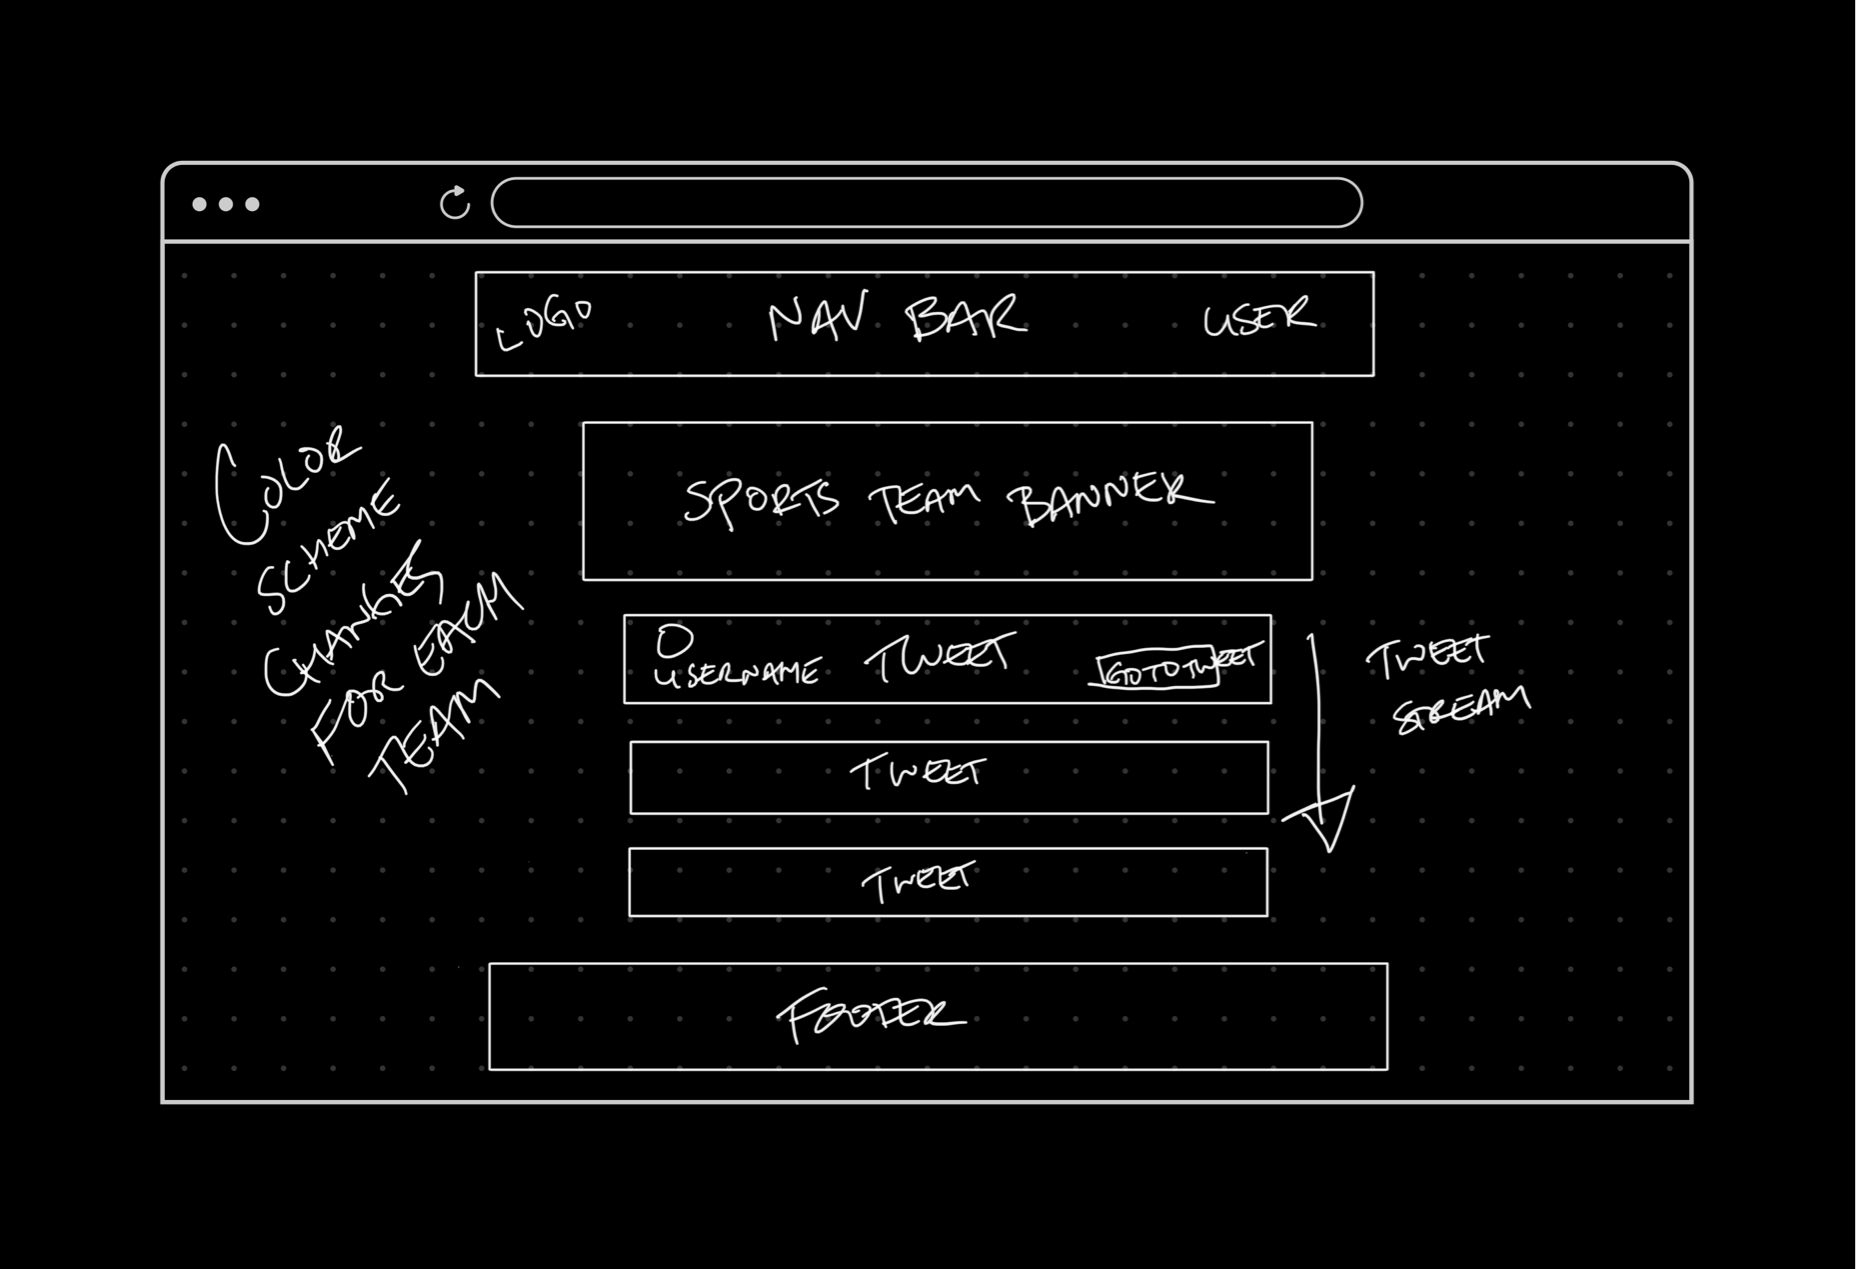 LOGO NAV BAR USER
COLOR
SCHEME
CHANGES
FOR EACH
TEAM
SPORTS TEAM BANNER
USERNAME TWEET GO TO TWEET
TWEET
STREAM
TWEET
TWEET
FOOTER